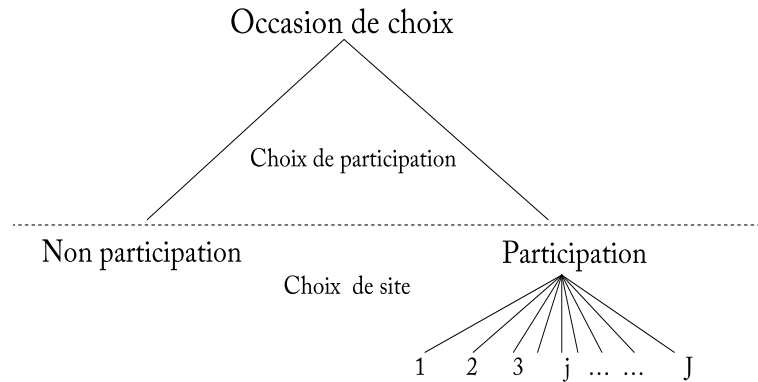 Occasion de choix
Choix de participation
Non participation
Participation
Choix de site
1 2 3 j ... ... J